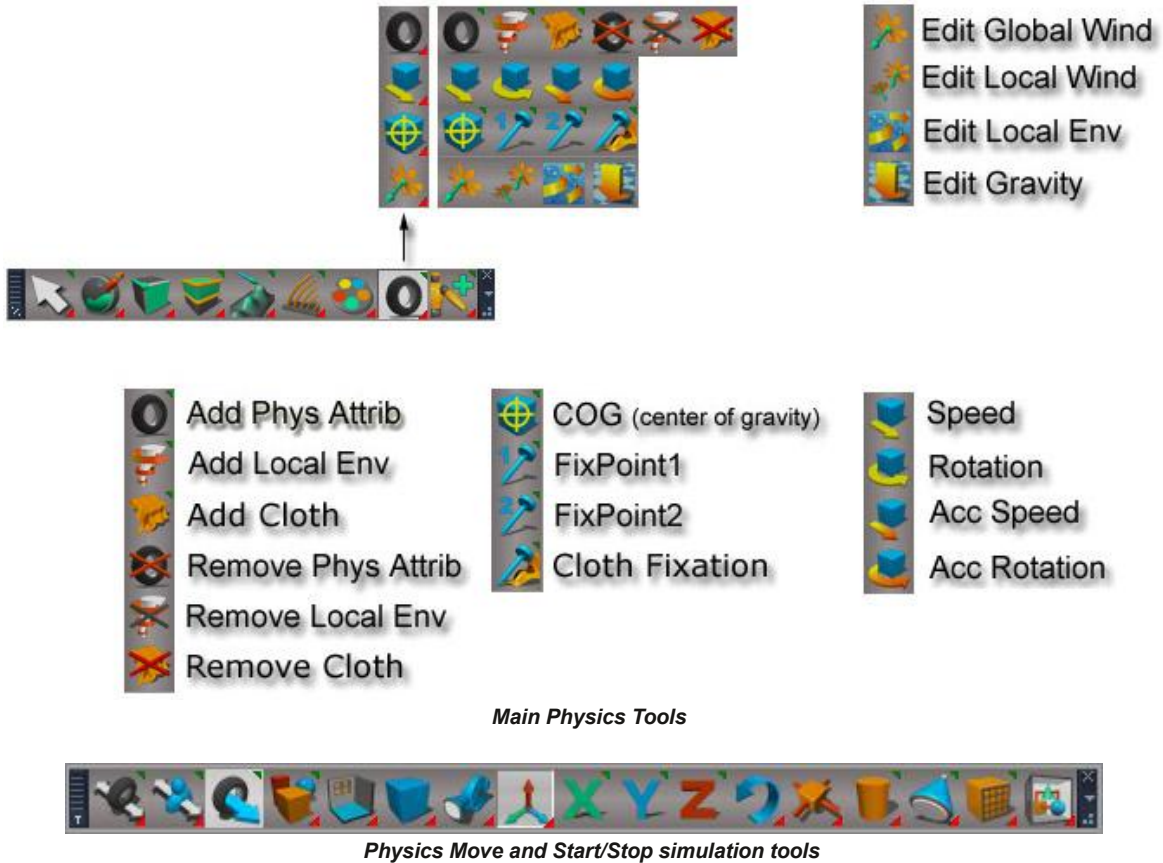 Edit Global Wind
Edit Local Wind
Edit Local Env
Edit Gravity
Add Phys Attrib
Add Local Env
Add Cloth
Remove Phys Attrib
Remove Local Env
Remove Cloth
COG (center of gravity)
FixPoint1
FixPoint2
Cloth Fixation
Speed
Rotation
Acc Speed
Acc Rotation
Main Physics Tools
X Y Z
Physics Move and Start/Stop simulation tools